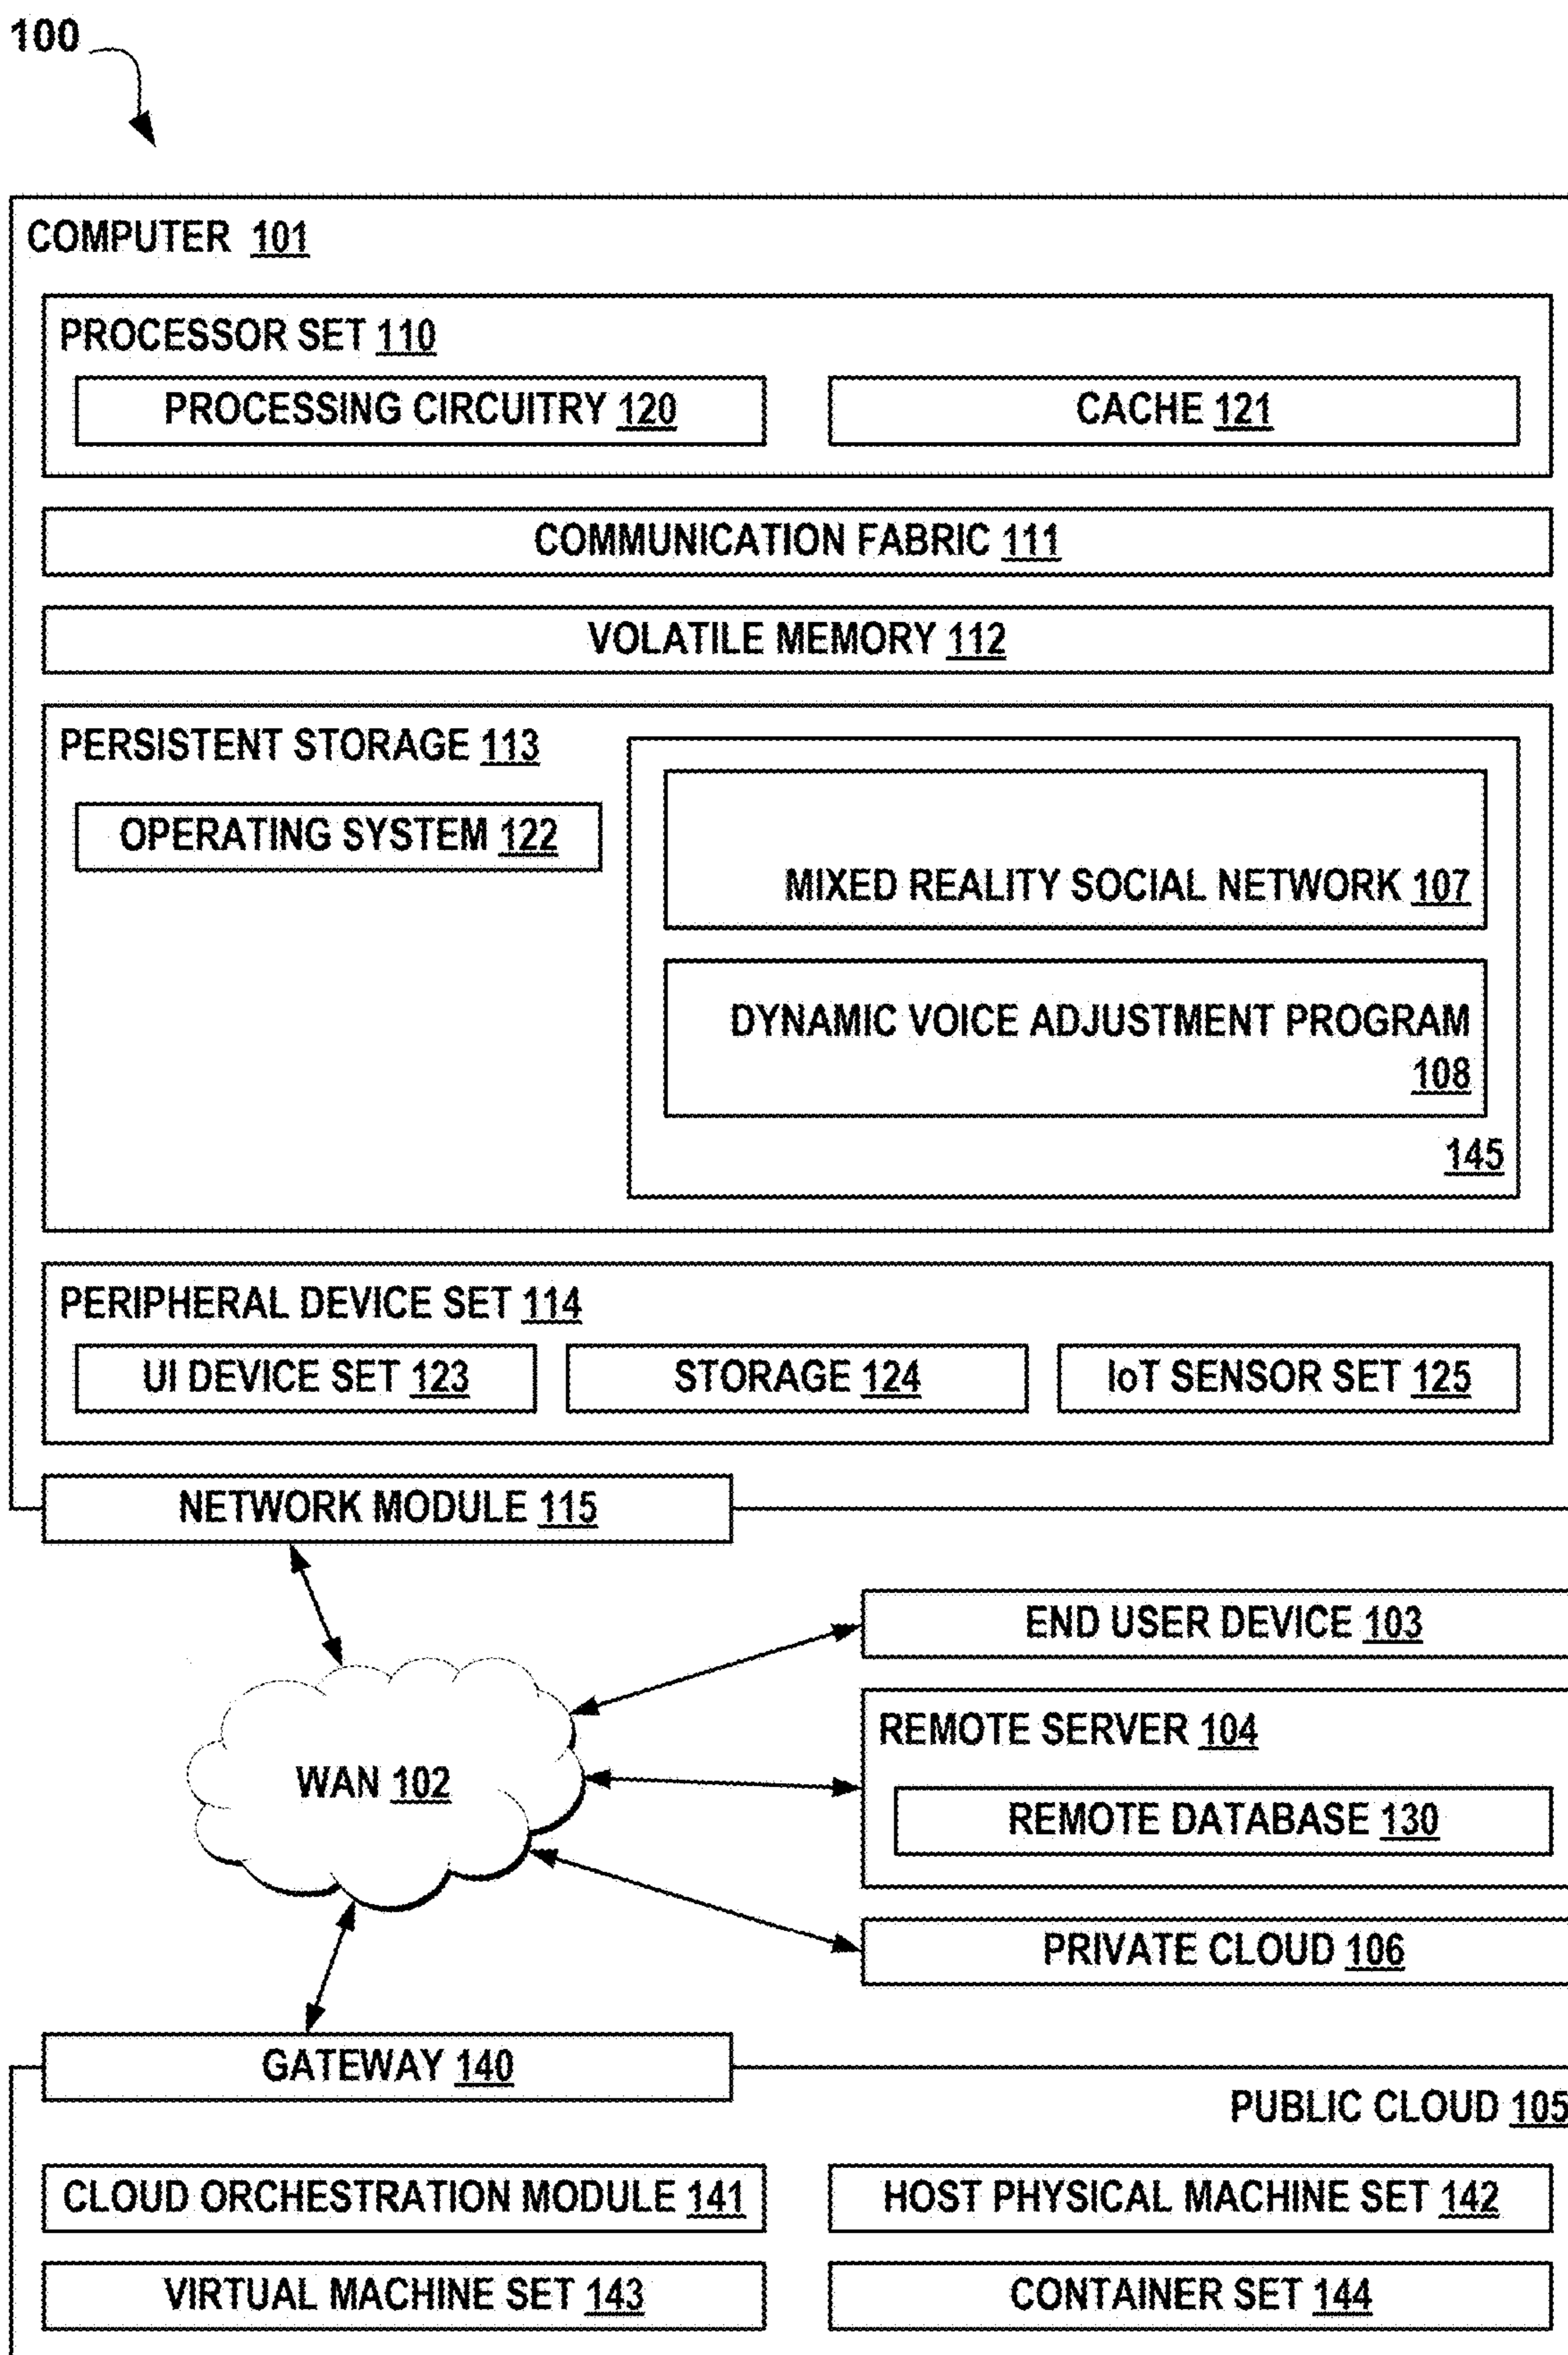 100
COMPUTER 101
PROCESSOR SET 110
PROCESSING CIRCUITRY 120
CACHE 121
COMMUNICATION FABRIC 111
VOLATILE MEMORY 112
PERSISTENT STORAGE 113
OPERATING SYSTEM 122
MIXED REALITY SOCIAL NETWORK 107
DYNAMIC VOICE ADJUSTMENT PROGRAM
108
145
PERIPHERAL DEVICE SET 114
UI DEVICE SET 123
STORAGE 124
IoT SENSOR SET 125
NETWORK MODULE 115
END USER DEVICE 103
REMOTE SERVER 104
WAN 102
REMOTE DATABASE 130
PRIVATE CLOUD 106
GATEWAY 140
PUBLIC CLOUD 105
CLOUD ORCHESTRATION MODULE 141
HOST PHYSICAL MACHINE SET 142
VIRTUAL MACHINE SET 143
CONTAINER SET 144